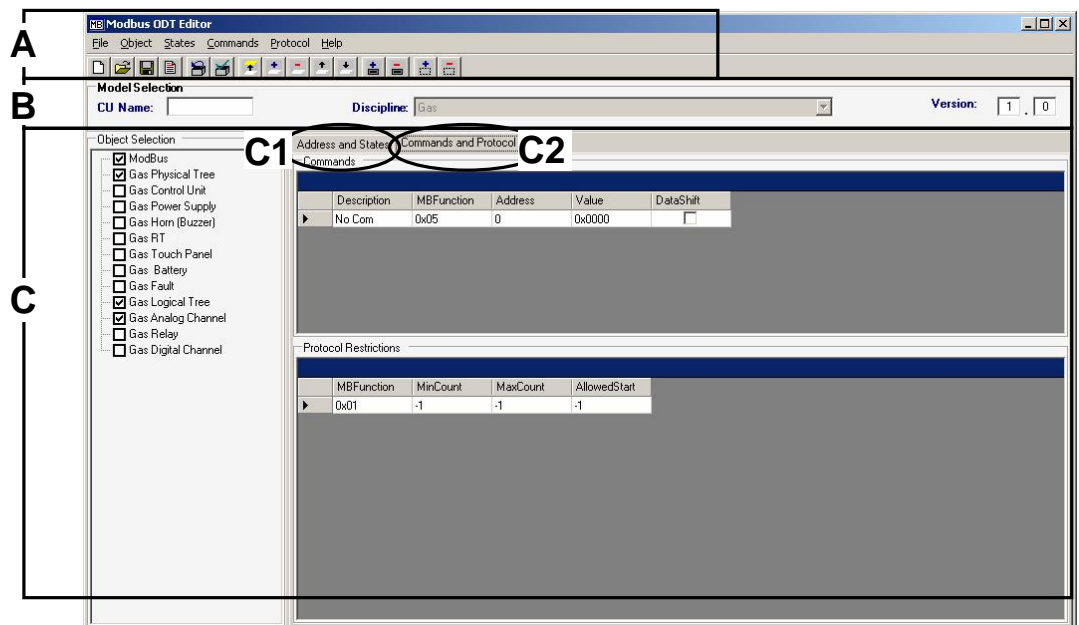 A
MB Modbus ODT Editor
File Object States Commands Protocol Help
B
Model Selection
CU Name: Discipline: Gas Version: 1 . 0
C
Object Selection
ModBus
Gas Physical Tree
Gas Control Unit
Gas Power Supply
Gas Horn (Buzzer)
Gas RT
Gas Touch Panel
Gas Battery
Gas Fault
Gas Logical Tree
Gas Analog Channel
Gas Relay
Gas Digital Channel
C1 Address and States Commands and Protocol C2
Commands
Description MBFunction Address Value DataShift
No Com 0x05 0 0x0000
Protocol Restrictions
MBFunction MinCount MaxCount AllowedStart
0x01 -1 -1 -1